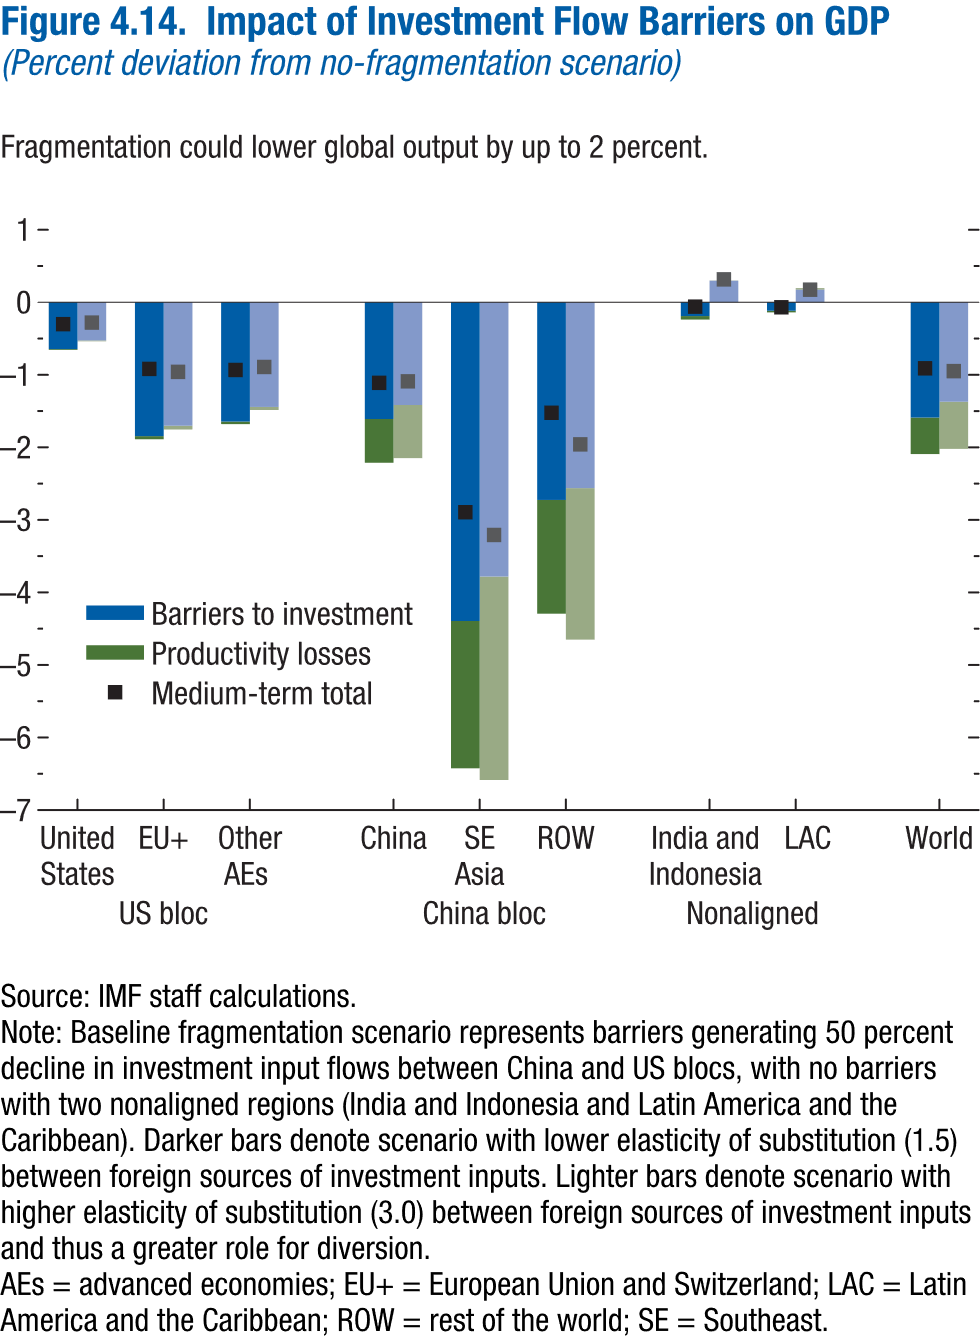 Figure 4.14. Impact of Investment Flow Barriers on GDP
(Percent deviation from no-fragmentation scenario)
Fragmentation could lower global output by up to 2 percent.
1
0
–1
–2
–3
–4
–5
–6
–7
Barriers to investment
Productivity losses
Medium-term total
United States
EU+
Other AEs
China
SE Asia
ROW
India and Indonesia
LAC
World
US bloc
China bloc
Nonaligned
Source: IMF staff calculations.
Note: Baseline fragmentation scenario represents barriers generating 50 percent
decline in investment input flows between China and US blocs, with no barriers
with two nonaligned regions (India and Indonesia and Latin America and the
Caribbean). Darker bars denote scenario with lower elasticity of substitution (1.5)
between foreign sources of investment inputs. Lighter bars denote scenario with
higher elasticity of substitution (3.0) between foreign sources of investment inputs
and thus a greater role for diversion.
AEs = advanced economies; EU+ = European Union and Switzerland; LAC = Latin
America and the Caribbean; ROW = rest of the world; SE = Southeast.